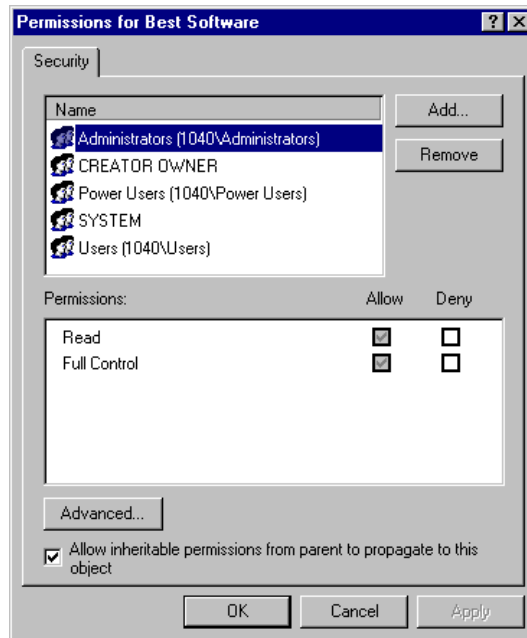 Permissions for Best Software
Security
Name
Add...
Administrators (1040\Administrators)
Remove
CREATOR OWNER
Power Users (1040\Power Users)
SYSTEM
Users (1040\Users)
Permissions: Allow Deny
Read
Full Control
Advanced...
Allow inheritable permissions from parent to propagate to this
object
OK Cancel Apply